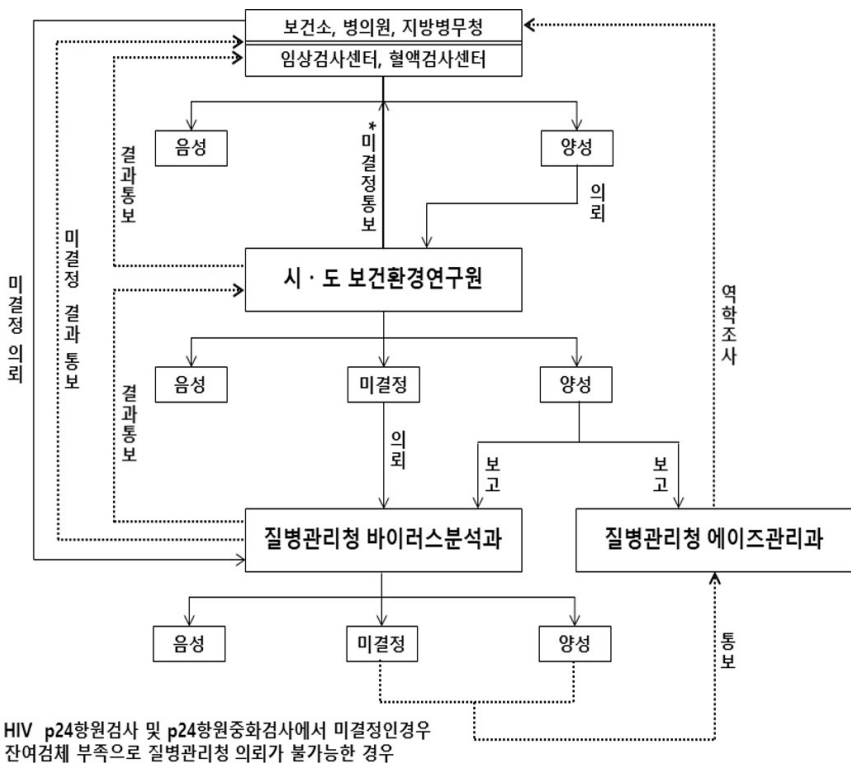 보건소, 병의원, 지방병무청
임상검사센터, 혈액검사센터
음성
*미결정통보
양성
결과통보
의뢰
미결정 결과 통보
미결정 의뢰
시 · 도 보건환경연구원
역학조사
음성
미결정
양성
결과통보
의뢰
보고
보고
질병관리청 바이러스분석과
질병관리청 에이즈관리과
음성
미결정
양성
통보
HIV p24항원검사 및 p24항원중화검사에서 미결정인경우
잔여검체 부족으로 질병관리청 의뢰가 불가능한 경우